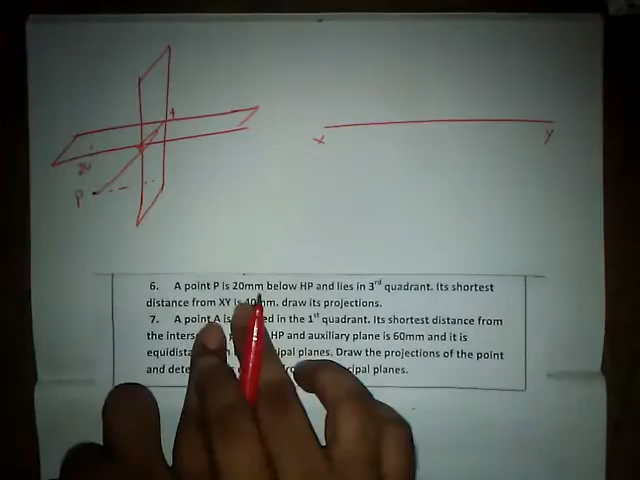 20
P
x
y
6. A point P is 20mm below HP and lies in 3rd quadrant. Its shortest
distance from XY is 40mm. draw its projections.
7. A point A is in the 1st quadrant. Its shortest distance from
the HP and auxiliary plane is 60mm and it is
planes. Draw the projections of the point
and planes.